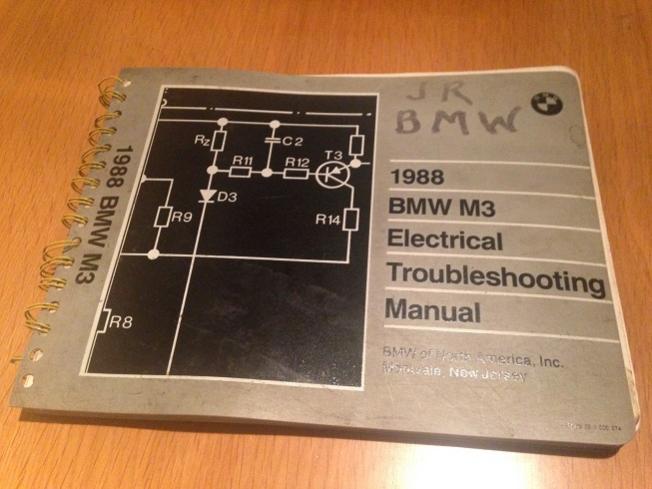 JR
BMW
1988
BMW M3
Electrical
Troubleshooting
Manual
BMW of North America, Inc.
Montvale, New Jersey
1988 BMW M3
Rz
C2
T3
R11
R12
D3
R9
R14
R8